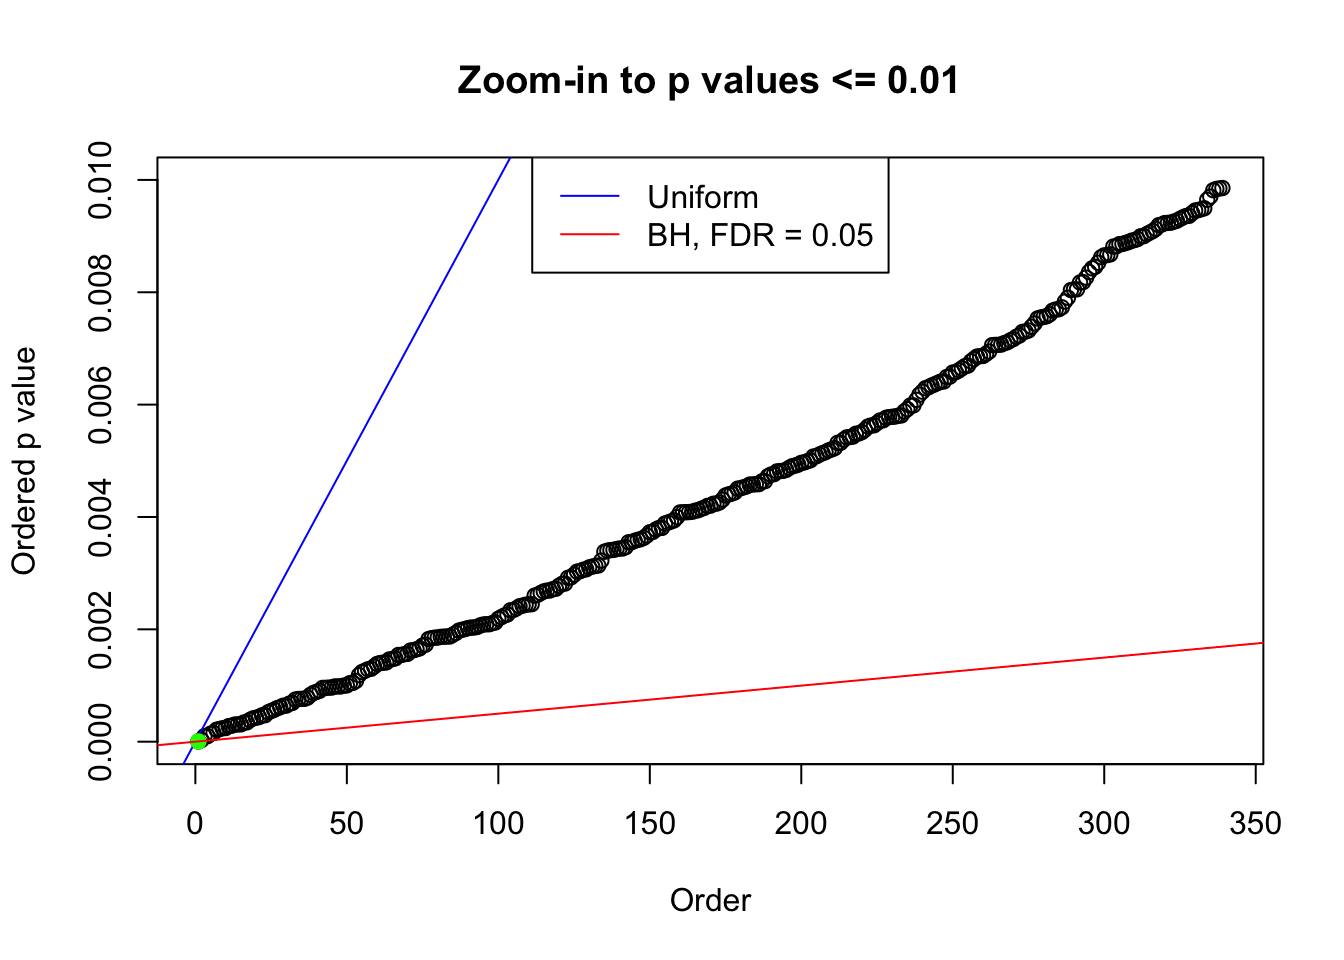 Zoom-in to p values <= 0.01
Uniform
BH, FDR = 0.05
Ordered p value
0.010
0.008
0.006
0.004
0.002
0.000
0 50 100 150 200 250 300 350
Order